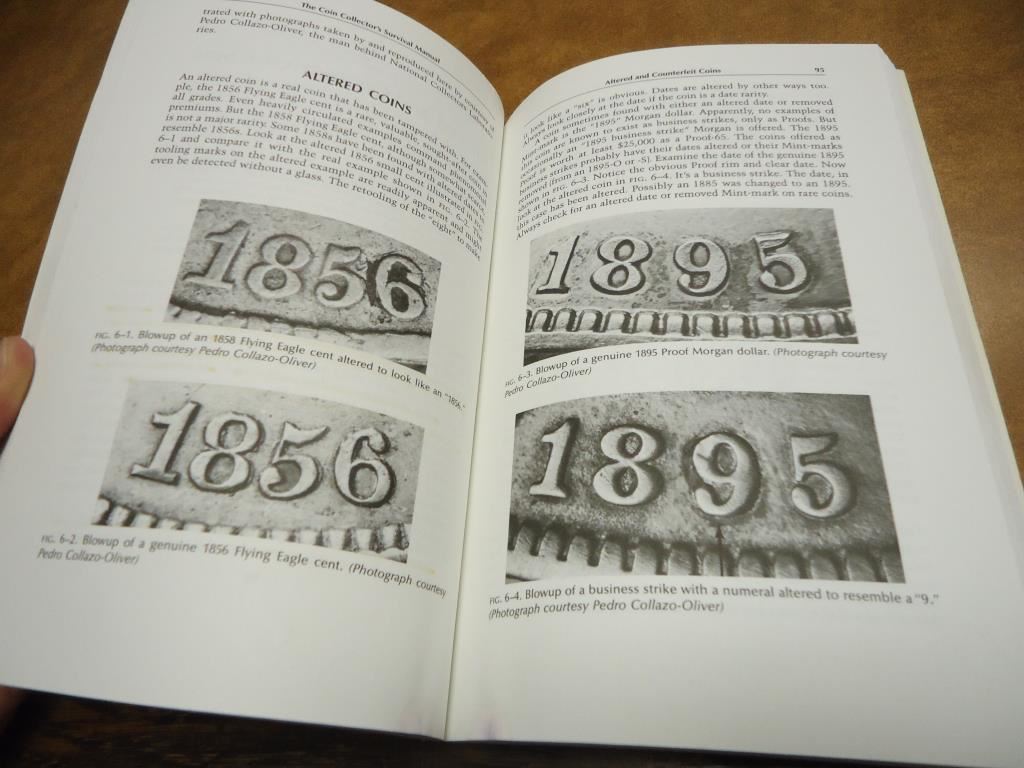 The Coin Collector's Survival Manual
trated with photographs taken by and reproduced here by courtesy of
Pedro Collazo-Oliver, the man behind National Collector Laborato-
ries.
ALTERED COINS
An altered coin is a real coin that has been tampered with. For exam-
ple, the 1856 Flying Eagle cent is a rare, valuable, sought-after coin in
all grades. Even heavily circulated examples command phenomenal
premiums. But the 1858 Flying Eagle cent, although somewhat rare,
is not a major rarity. Some 1858s have been found with altered dates to
resemble 1856s. Look at the altered 1856 small cent illustrated in FIG.
6–1 and compare it with the real example shown in FIG. 6–2. The
tooling marks on the altered example are readily apparent and might
even be detected without a glass. The retooling of the "eight" to make
1856
FIG. 6–1. Blowup of an 1858 Flying Eagle cent altered to look like an "1856."
(Photograph courtesy Pedro Collazo-Oliver)
1856
FIG. 6–2. Blowup of a genuine 1856 Flying Eagle cent. (Photograph courtesy
Pedro Collazo-Oliver)
Altered and Counterfeit Coins 95
it look like a "six" is obvious. Dates are altered by other ways too.
Always look closely at the date if the coin is a date rarity.
A coin sometimes found with either an altered date or removed
Mint-mark is the "1895" Morgan dollar. Apparently, no examples of
the coin are known to exist as business strikes, only as Proofs. But
occasionally an "1895 business strike" Morgan is offered. The 1895
Proof is worth at least $25,000 as a Proof-65. The coins offered as
business strikes probably have their dates altered or their Mint-marks
removed (from an 1895-O or -S). Examine the date of the genuine 1895
shown in FIG. 6–3. Notice the obvious Proof rim and clear date. Now
look at the altered coin in FIG. 6–4. It's a business strike. The date, in
this case has been altered. Possibly an 1885 was changed to an 1895.
Always check for an altered date or removed Mint-mark on rare coins.
1895
FIG. 6–3. Blowup of a genuine 1895 Proof Morgan dollar. (Photograph courtesy
Pedro Collazo-Oliver)
1895
FIG. 6–4. Blowup of a business strike with a numeral altered to resemble a "9."
(Photograph courtesy Pedro Collazo-Oliver)